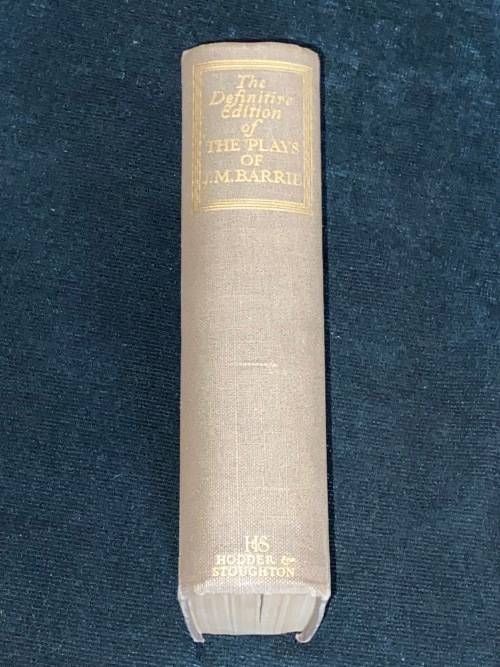 The
Definitive
Edition
of
THE PLAYS
OF
J.M. BARRIE
HS
HODDER &
STOUGHTON